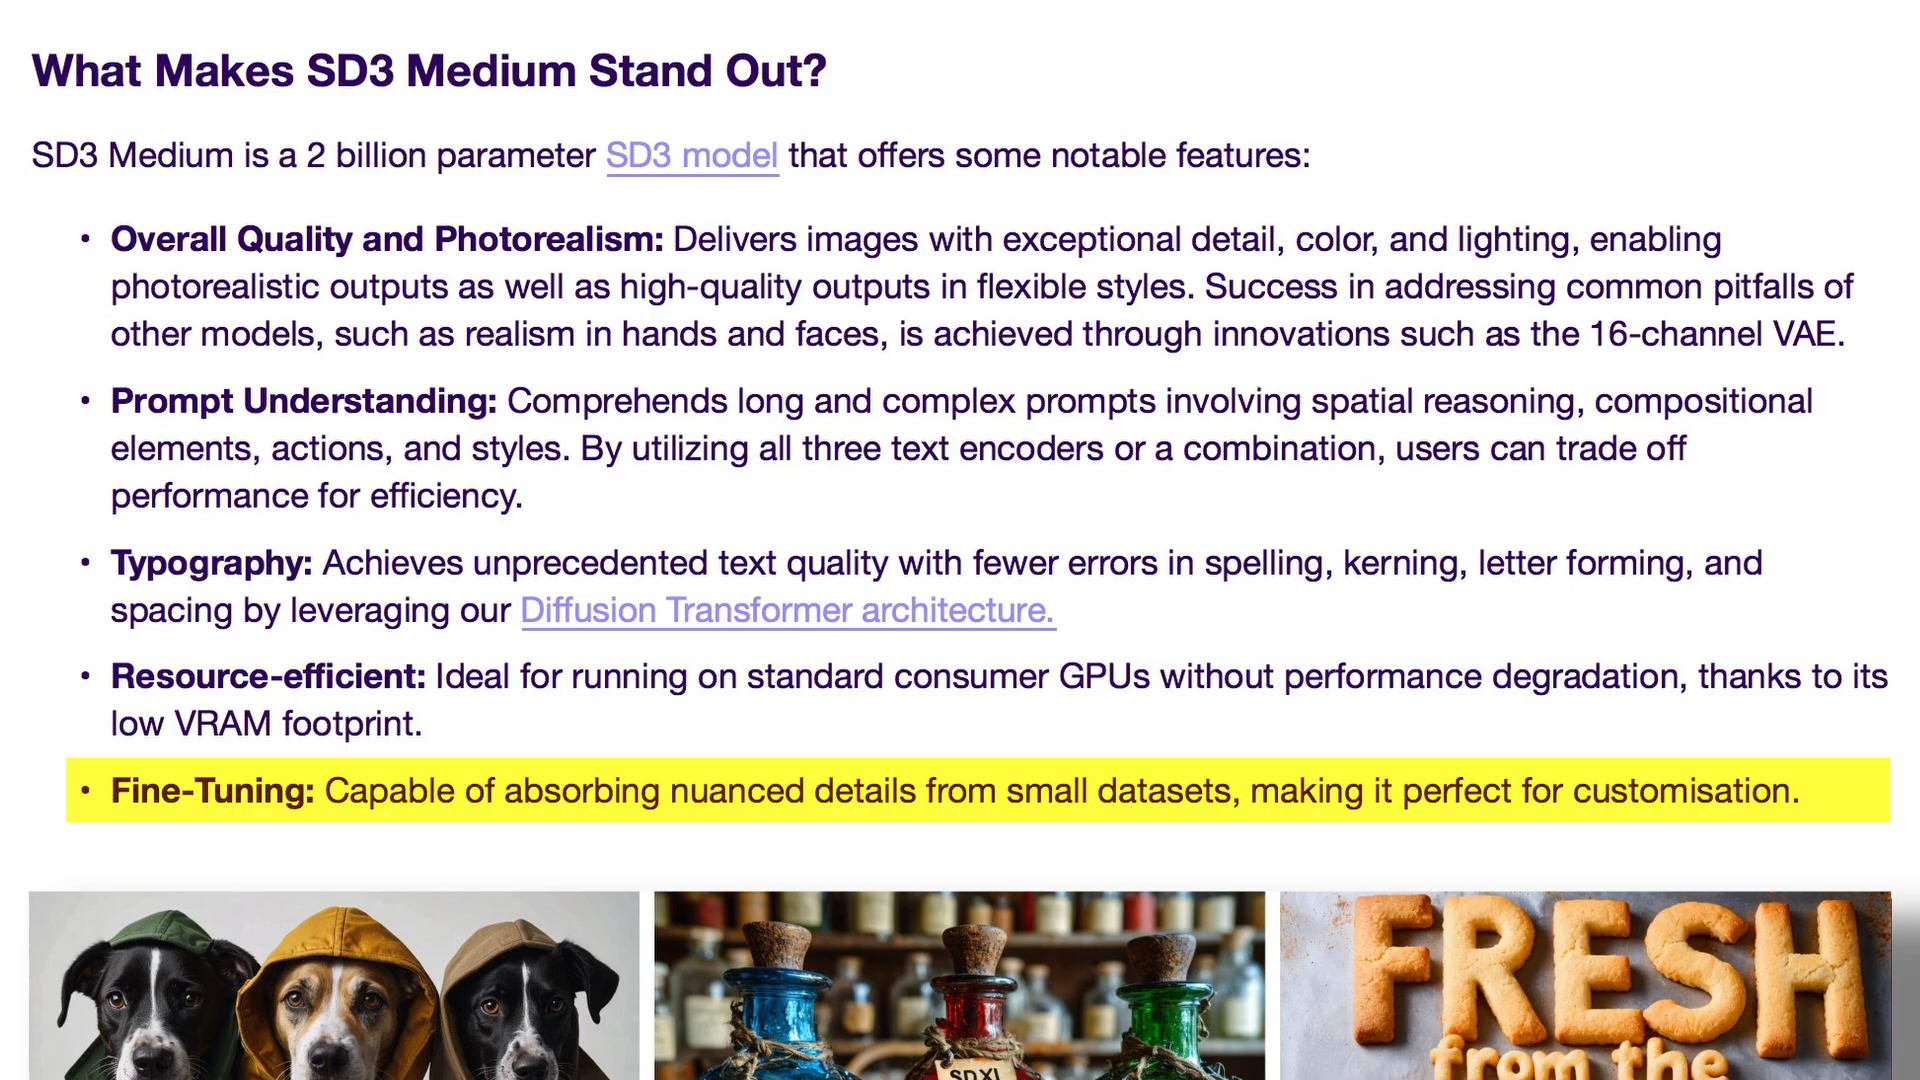 What Makes SD3 Medium Stand Out?
SD3 Medium is a 2 billion parameter SD3 model that offers some notable features:
• Overall Quality and Photorealism: Delivers images with exceptional detail, color, and lighting, enabling
photorealistic outputs as well as high-quality outputs in flexible styles. Success in addressing common pitfalls of
other models, such as realism in hands and faces, is achieved through innovations such as the 16-channel VAE.
• Prompt Understanding: Comprehends long and complex prompts involving spatial reasoning, compositional
elements, actions, and styles. By utilizing all three text encoders or a combination, users can trade off
performance for efficiency.
• Typography: Achieves unprecedented text quality with fewer errors in spelling, kerning, letter forming, and
spacing by leveraging our Diffusion Transformer architecture.
• Resource-efficient: Ideal for running on standard consumer GPUs without performance degradation, thanks to its
low VRAM footprint.
• Fine-Tuning: Capable of absorbing nuanced details from small datasets, making it perfect for customisation.
SDXL
FRESH
from the